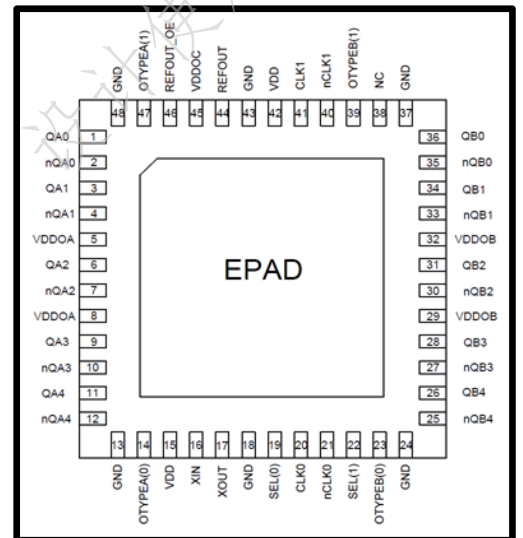 GND
OTYPEA(1)
REFOUT_OE
VDDOC
REFOUT
GND
VDD
CLK1
nCLK1
OTYPEB(1)
NC
GND
48 47 46 45 44 43 42 41 40 39 38 37
QA0 1
nQA0 2
QA1 3
nQA1 4
VDDOA 5
QA2 6
nQA2 7
VDDOA 8
QA3 9
nQA3 10
QA4 11
nQA4 12
EPAD
36 QB0
35 nQB0
34 QB1
33 nQB1
32 VDDOB
31 QB2
30 nQB2
29 VDDOB
28 QB3
27 nQB3
26 QB4
25 nQB4
13 14 15 16 17 18 19 20 21 22 23 24
GND
OTYPEA(0)
VDD
XIN
XOUT
GND
SEL(0)
CLK0
nCLK0
SEL(1)
OTYPEB(0)
GND